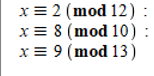 x ≡ 2 (mod 12) :
x ≡ 8 (mod 10) :
x ≡ 9 (mod 13)